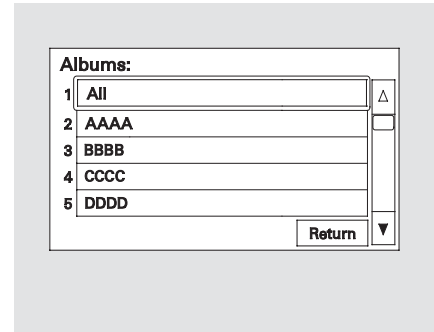 Albums:
1 All
2 AAAA
3 BBBB
4 CCCC
5 DDDD
Return